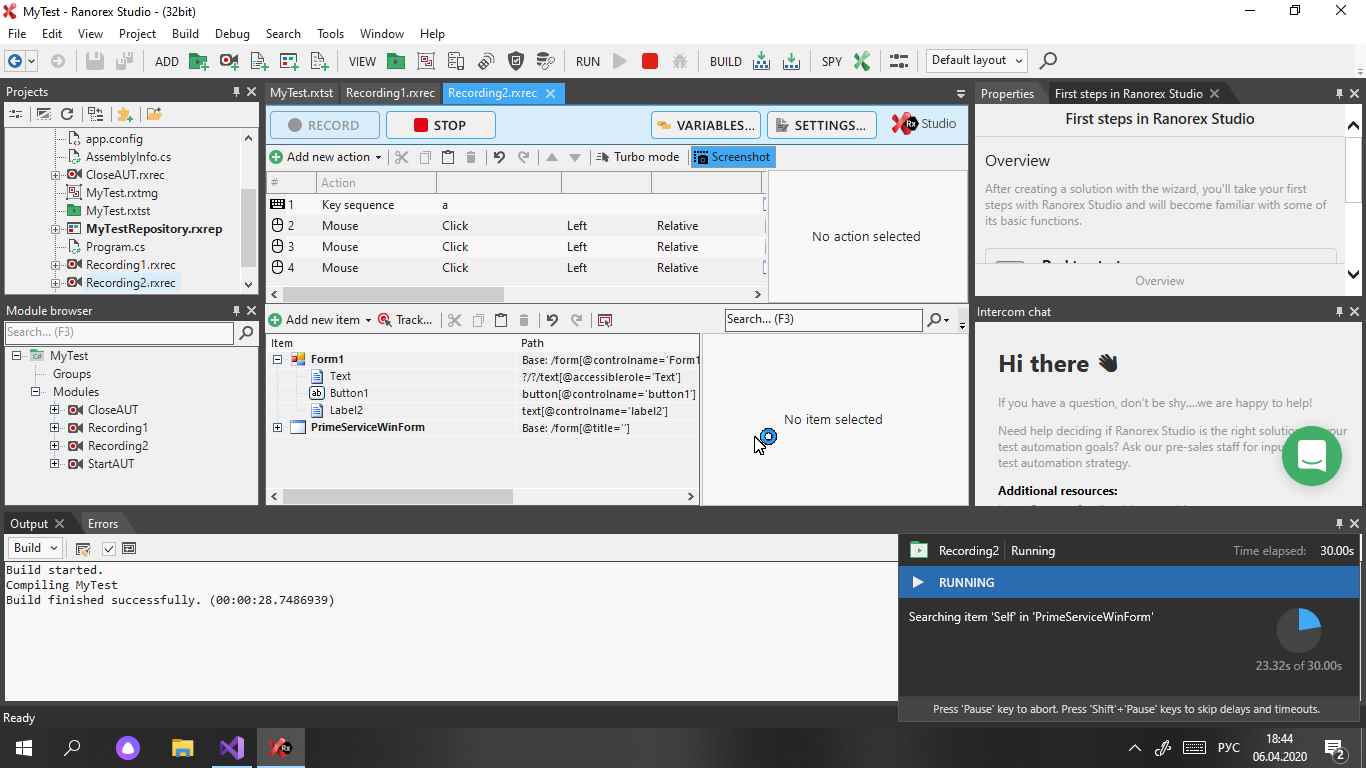 MyTest - Ranorex Studio - (32bit)
File Edit View Project Build Debug Search Tools Window Help
ADD VIEW RUN BUILD SPY Default layout
Projects
app.config
AssemblyInfo.cs
CloseAUT.rxrec
MyTest.rxtmg
MyTest.rxtst
MyTestRepository.rxrep
Program.cs
Recording1.rxrec
Recording2.rxrec
Module browser
Search... (F3)
MyTest
Groups
Modules
CloseAUT
Recording1
Recording2
StartAUT
MyTest.rxtst Recording1.rxrec Recording2.rxrec
RECORD STOP VARIABLES... SETTINGS... Rx Studio
Add new action Turbo mode Screenshot
# Action
1 Key sequence a
2 Mouse Click Left Relative
3 Mouse Click Left Relative
4 Mouse Click Left Relative
No action selected
Add new item Track... Search... (F3)
Item Path
Form1 Base: /form[@controlname='Form1
Text ?/?/text[@accessiblerole='Text']
ab Button1 button[@controlname='button1']
Label2 text[@controlname='label2']
PrimeServiceWinForm Base: /form[@title='']
No item selected
Properties First steps in Ranorex Studio
First steps in Ranorex Studio
Overview
After creating a solution with the wizard, you'll take your first
steps with Ranorex Studio and will become familiar with some of
its basic functions.
Overview
Intercom chat
Hi there
If you have a question, don't be shy....we are happy to help!
Need help deciding if Ranorex Studio is the right your
test automation goals? Ask our pre-sales staff for
test automation strategy.
Additional resources:
Output Errors
Build
Build started.
Compiling MyTest
Build finished successfully. (00:00:28.7486939)
Recording2 Running Time elapsed: 30.00s
RUNNING
Searching item 'Self' in 'PrimeServiceWinForm'
23.32s of 30.00s
Press 'Pause' key to abort. Press 'Shift'+'Pause' keys to skip delays and timeouts.
Ready
Rx РУС 18:44
06.04.2020 2